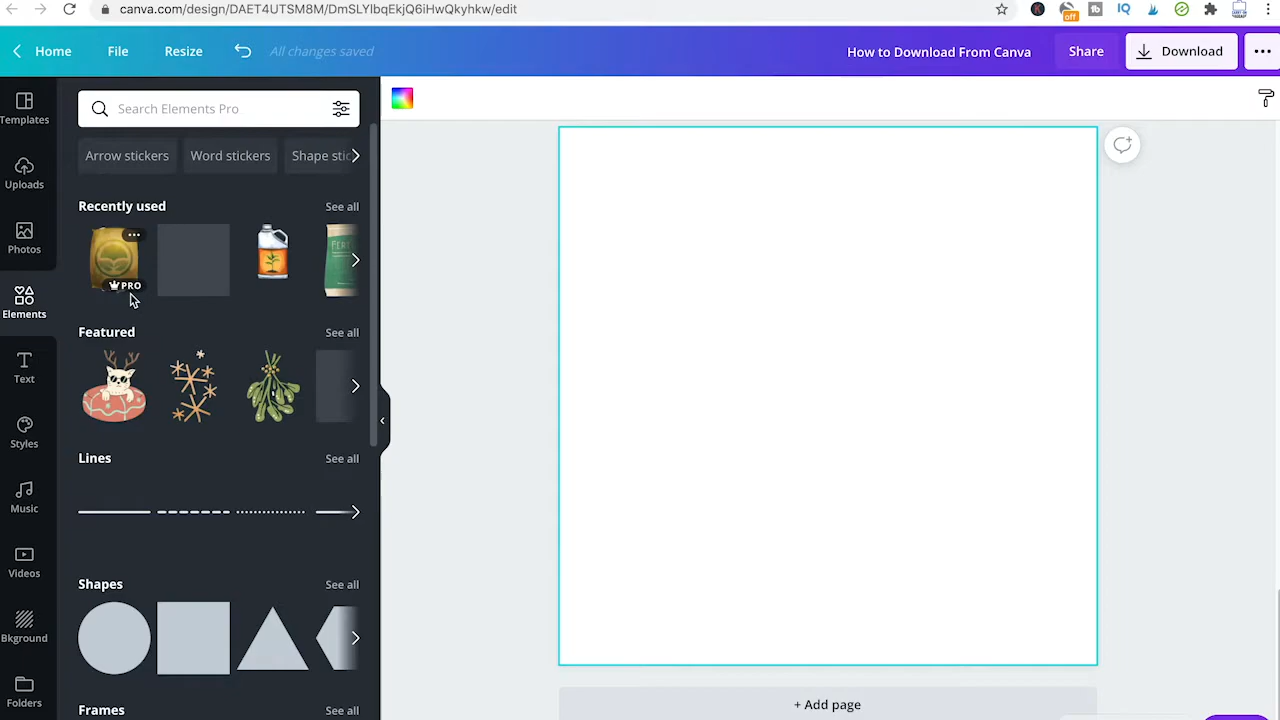 canva.com/design/DAET4UTSM8M/DmSLYIbqEkjQ6iHwQkyhkw/edit
off
tb
IQ
Home
File
Resize
All changes saved
How to Download From Canva
Share
Download
Templates
Uploads
Photos
Elements
Text
Styles
Music
Videos
Bkground
Folders
Search Elements Pro
Arrow stickers
Word stickers
Shape stic
Recently used
See all
PRO
Featured
See all
Lines
See all
Shapes
See all
Frames
See all
+ Add page